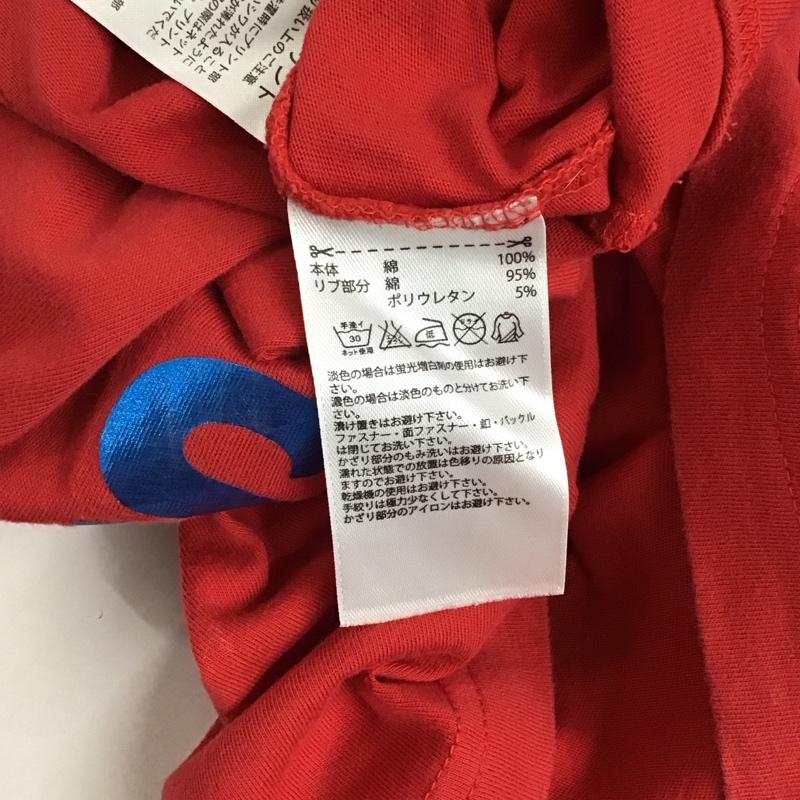 本体 綿 100%
リブ部分 綿 95%
ポリウレタン 5%
手洗イ
30
ネット使用
低
ドライ
淡色の場合は蛍光増白剤の使用はお避け下
さい。
濃色の場合は淡色のものと分けてお洗い下
さい。
漬け置きはお避け下さい。
ファスナー・面ファスナー・釦・バックル
は閉じてお洗い下さい。
かざり部分のもみ洗いはお避け下さい。
濡れた状態での放置は色移りの原因となり
ますのでお避け下さい。
乾燥機の使用はお避け下さい。
手絞りは極力少なくして下さい。
かざり部分のアイロンはお避け下さい。